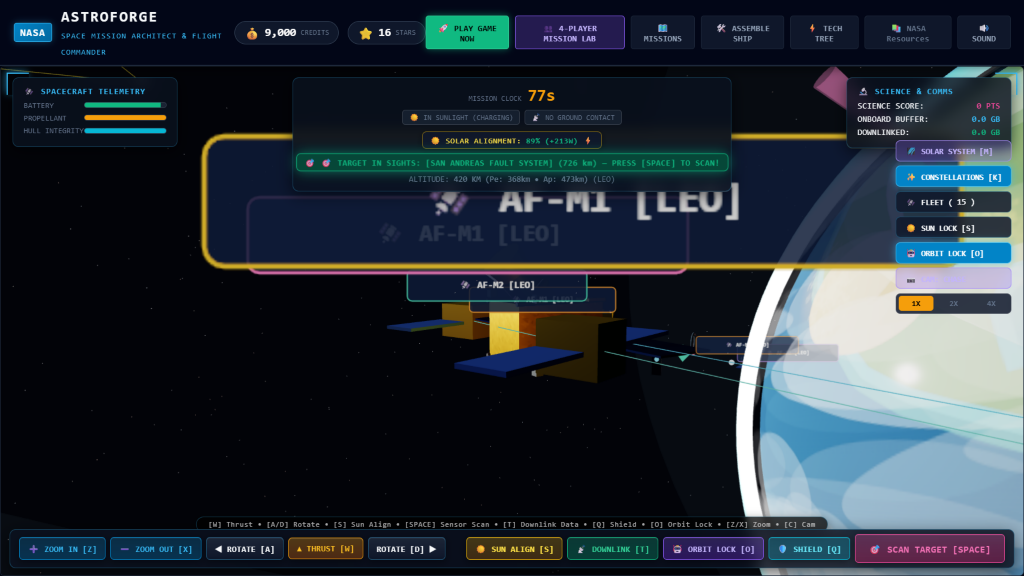 NASA
ASTROFORGE
SPACE MISSION ARCHITECT & FLIGHT
COMMANDER
9,000 CREDITS
16 STARS
PLAY GAME
NOW
4-PLAYER
MISSION LAB
MISSIONS
ASSEMBLE
SHIP
TECH
TREE
NASA
Resources
SOUND
SPACECRAFT TELEMETRY
BATTERY
PROPELLANT
HULL INTEGRITY
MISSION CLOCK 77s
IN SUNLIGHT (CHARGING)
NO GROUND CONTACT
SOLAR ALIGNMENT: 89% (+213W)
TARGET IN SIGHTS: [SAN ANDREAS FAULT SYSTEM] (726 km) — PRESS [SPACE] TO SCAN!
ALTITUDE: 420 KM (Pe: 368km • Ap: 473km) (LEO)
SCIENCE & COMMS
SCIENCE SCORE: 0 PTS
ONBOARD BUFFER: 0.0 GB
DOWNLINKED: 0.0 GB
SOLAR SYSTEM [M]
CONSTELLATIONS [K]
FLEET ( 15 )
SUN LOCK [S]
ORBIT LOCK [O]
1X 2X 4X
AF-M1 [LEO]
AF-M1 [LEO]
AF-M2 [LEO]
[W] Thrust • [A/D] Rotate • [S] Sun Align • [SPACE] Sensor Scan • [T] Downlink Data • [Q] Shield • [O] Orbit Lock • [Z/X] Zoom • [C] Cam
ZOOM IN [Z]
ZOOM OUT [X]
◀ ROTATE [A]
▲ THRUST [W]
ROTATE [D] ▶
SUN ALIGN [S]
DOWNLINK [T]
ORBIT LOCK [O]
SHIELD [Q]
SCAN TARGET [SPACE]